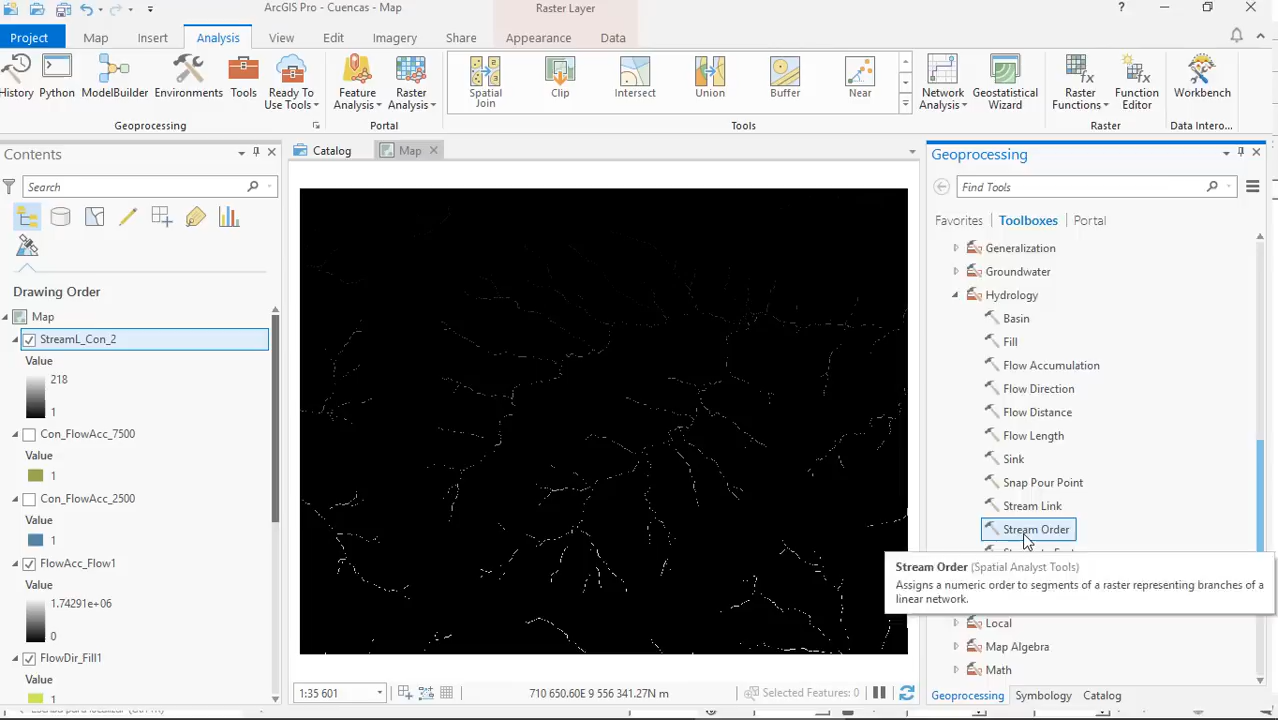 ArcGIS Pro - Cuencas - Map
Raster Layer
?
Project
Map
Insert
Analysis
View
Edit
Imagery
Share
Appearance
Data
History
Python
ModelBuilder
Environments
Tools
Ready To
Use Tools
Feature
Analysis
Raster
Analysis
Spatial
Join
Clip
Intersect
Union
Buffer
Near
Network
Analysis
Geostatistical
Wizard
Raster
Functions
Function
Editor
Workbench
Geoprocessing
Portal
Tools
Raster
Data Intero...
Contents
Search
Drawing Order
Map
StreamL_Con_2
Value
218
1
Con_FlowAcc_7500
Value
1
Con_FlowAcc_2500
Value
1
FlowAcc_Flow1
Value
1.74291e+06
0
FlowDir_Fill1
Value
1
Catalog
Map
1:35 601
710 650.60E 9 556 341.27N m
Selected Features: 0
Geoprocessing
Find Tools
Favorites
Toolboxes
Portal
Generalization
Groundwater
Hydrology
Basin
Fill
Flow Accumulation
Flow Direction
Flow Distance
Flow Length
Sink
Snap Pour Point
Stream Link
Stream Order
Stream Order (Spatial Analyst Tools)
Assigns a numeric order to segments of a raster representing branches of a
linear network.
Local
Map Algebra
Math
Geoprocessing
Symbology
Catalog